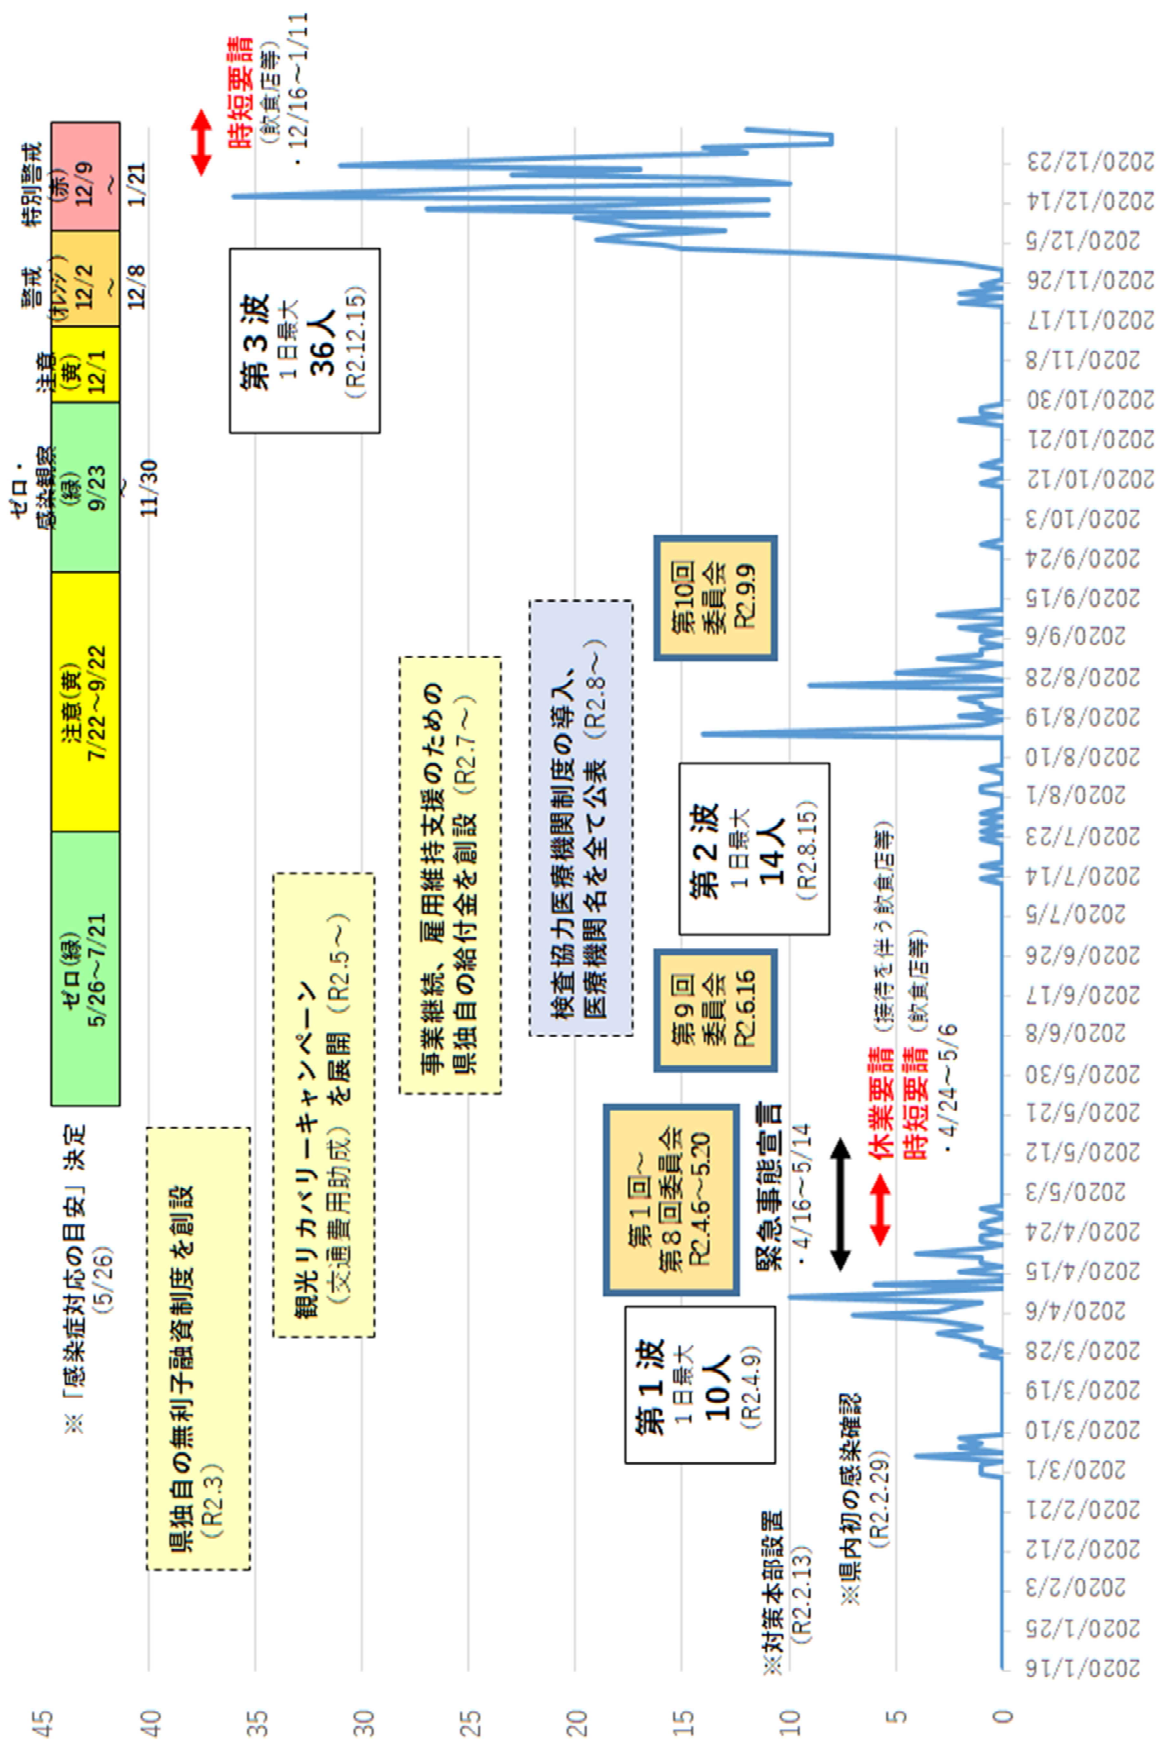 ゼロ(緑)
5/26～7/21
注意(黄)
7/22～9/22
ゼロ・
感染観察
(緑)
9/23
～
11/30
注意
(黄)
12/1
警戒
(オレンジ)
12/2
～
12/8
特別警戒
(赤)
12/9
～
1/21
※「感染症対応の目安」決定
(5/26)
時短要請
(飲食店等)
・12/16～1/11
県独自の無利子融資制度を創設
(R2.3)
観光リカバリーキャンペーン
(交通費用助成) を展開 (R2.5～)
事業継続、雇用維持支援のための
県独自の給付金を創設 (R2.7～)
検査協力医療機関制度の導入、
医療機関名を全て公表 (R2.8～)
第1回～
第8回委員会
R2.4.6～5.20
第9回
委員会
R2.6.16
第10回
委員会
R2.9.9
第1波
1日最大
10人
(R2.4.9)
第2波
1日最大
14人
(R2.8.15)
第3波
1日最大
36人
(R2.12.15)
緊急事態宣言
・4/16～5/14
休業要請 (接待を伴う飲食店等)
時短要請 (飲食店等)
・4/24～5/6
※対策本部設置
(R2.2.13)
※県内初の感染確認
(R2.2.29)
45
40
35
30
25
20
15
10
5
0
2020/1/16
2020/1/25
2020/2/3
2020/2/12
2020/2/21
2020/3/1
2020/3/10
2020/3/19
2020/3/28
2020/4/6
2020/4/15
2020/4/24
2020/5/3
2020/5/12
2020/5/21
2020/5/30
2020/6/8
2020/6/17
2020/6/26
2020/7/5
2020/7/14
2020/7/23
2020/8/1
2020/8/10
2020/8/19
2020/8/28
2020/9/6
2020/9/15
2020/9/24
2020/10/3
2020/10/12
2020/10/21
2020/10/30
2020/11/8
2020/11/17
2020/11/26
2020/12/5
2020/12/14
2020/12/23